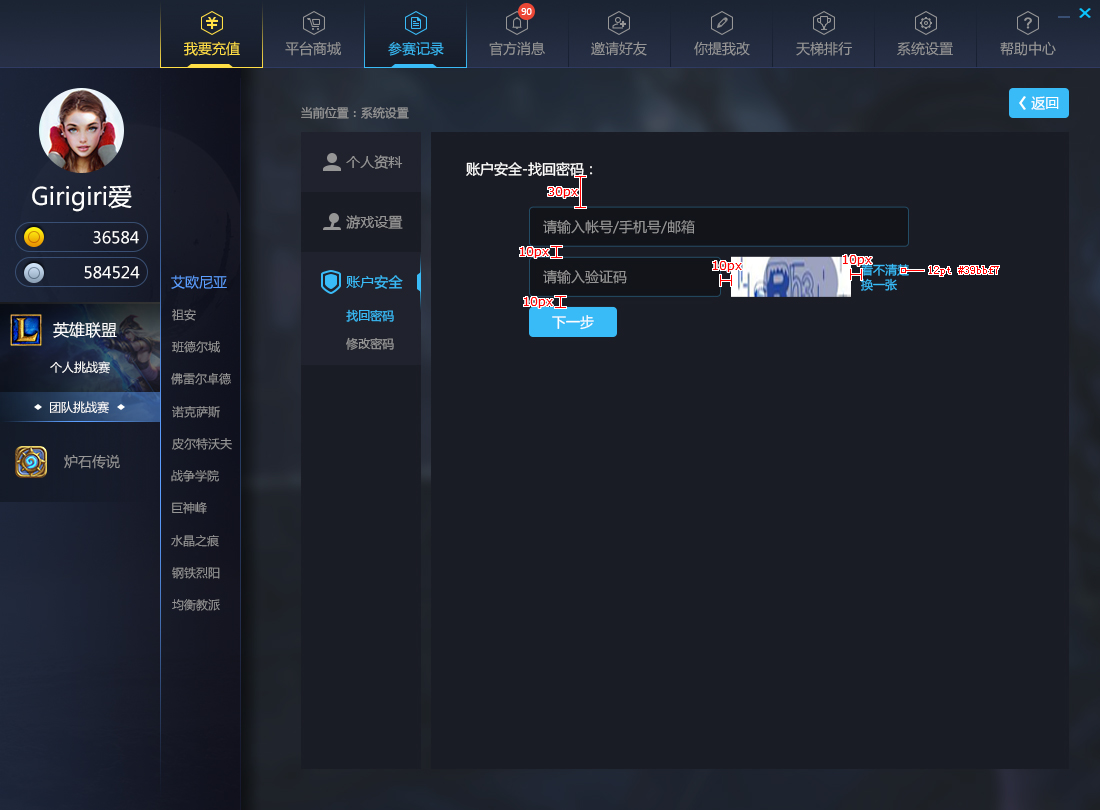 我要充值
平台商城
参赛记录
90
官方消息
邀请好友
你提我改
天梯排行
系统设置
帮助中心
当前位置：系统设置
返回
Girigiri爱
36584
584524
英雄联盟
个人挑战赛
团队挑战赛
炉石传说
艾欧尼亚
祖安
班德尔城
佛雷尔卓德
诺克萨斯
皮尔特沃夫
战争学院
巨神峰
水晶之痕
钢铁烈阳
均衡教派
个人资料
游戏设置
账户安全
找回密码
修改密码
账户安全-找回密码：
30px
请输入帐号/手机号/邮箱
10px
请输入验证码
10px
10px
看不清楚
换一张
12pt #39bbf7
10px
下一步